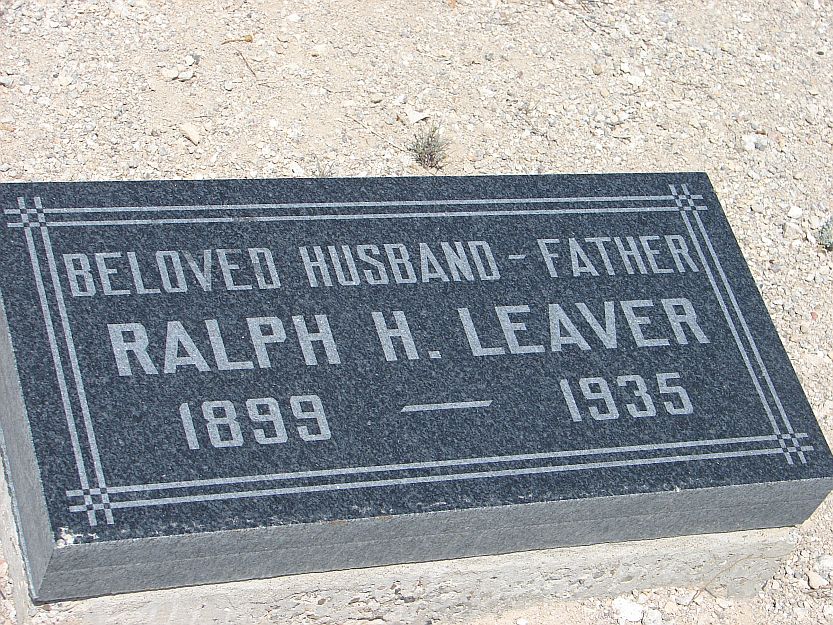 BELOVED HUSBAND - FATHER
RALPH H. LEAVER
1899 — 1935